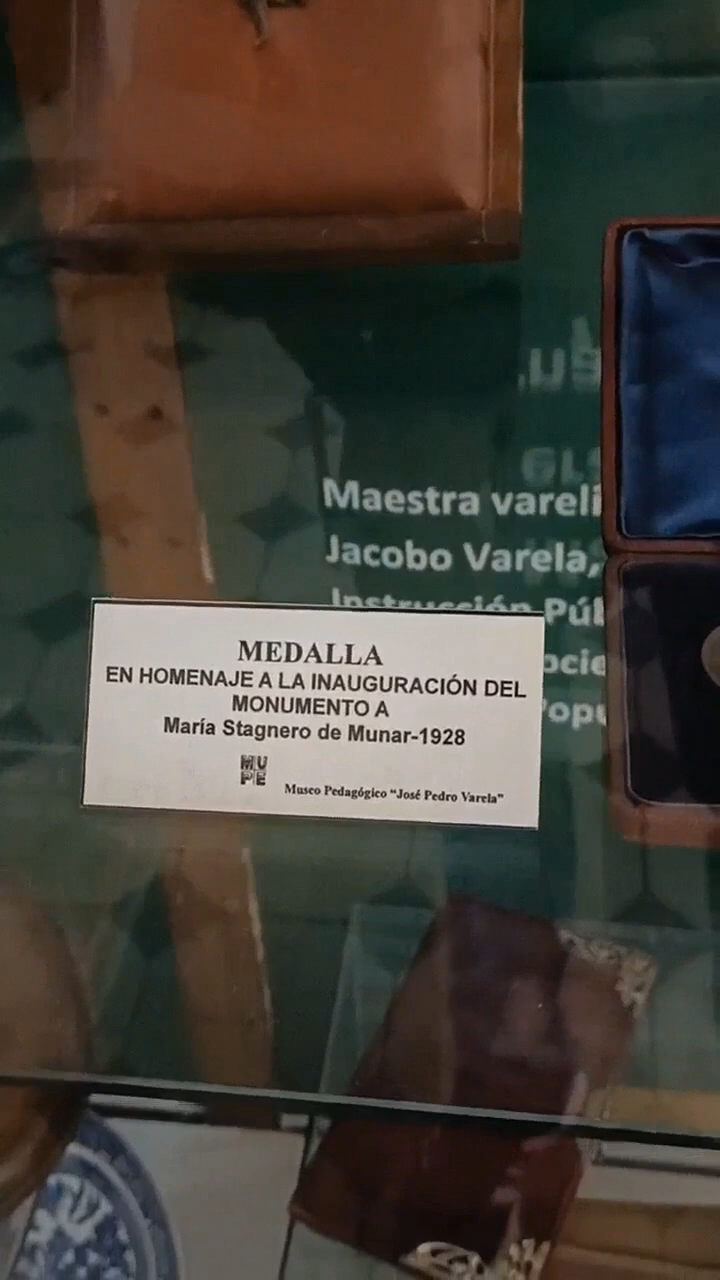 Maestra
Jacobo Varela,
Instrucción
MEDALLA
EN HOMENAJE A LA INAUGURACIÓN DEL
MONUMENTO A
María Stagnero de Munar-1928
MU
PE
Museo Pedagógico "José Pedro Varela"